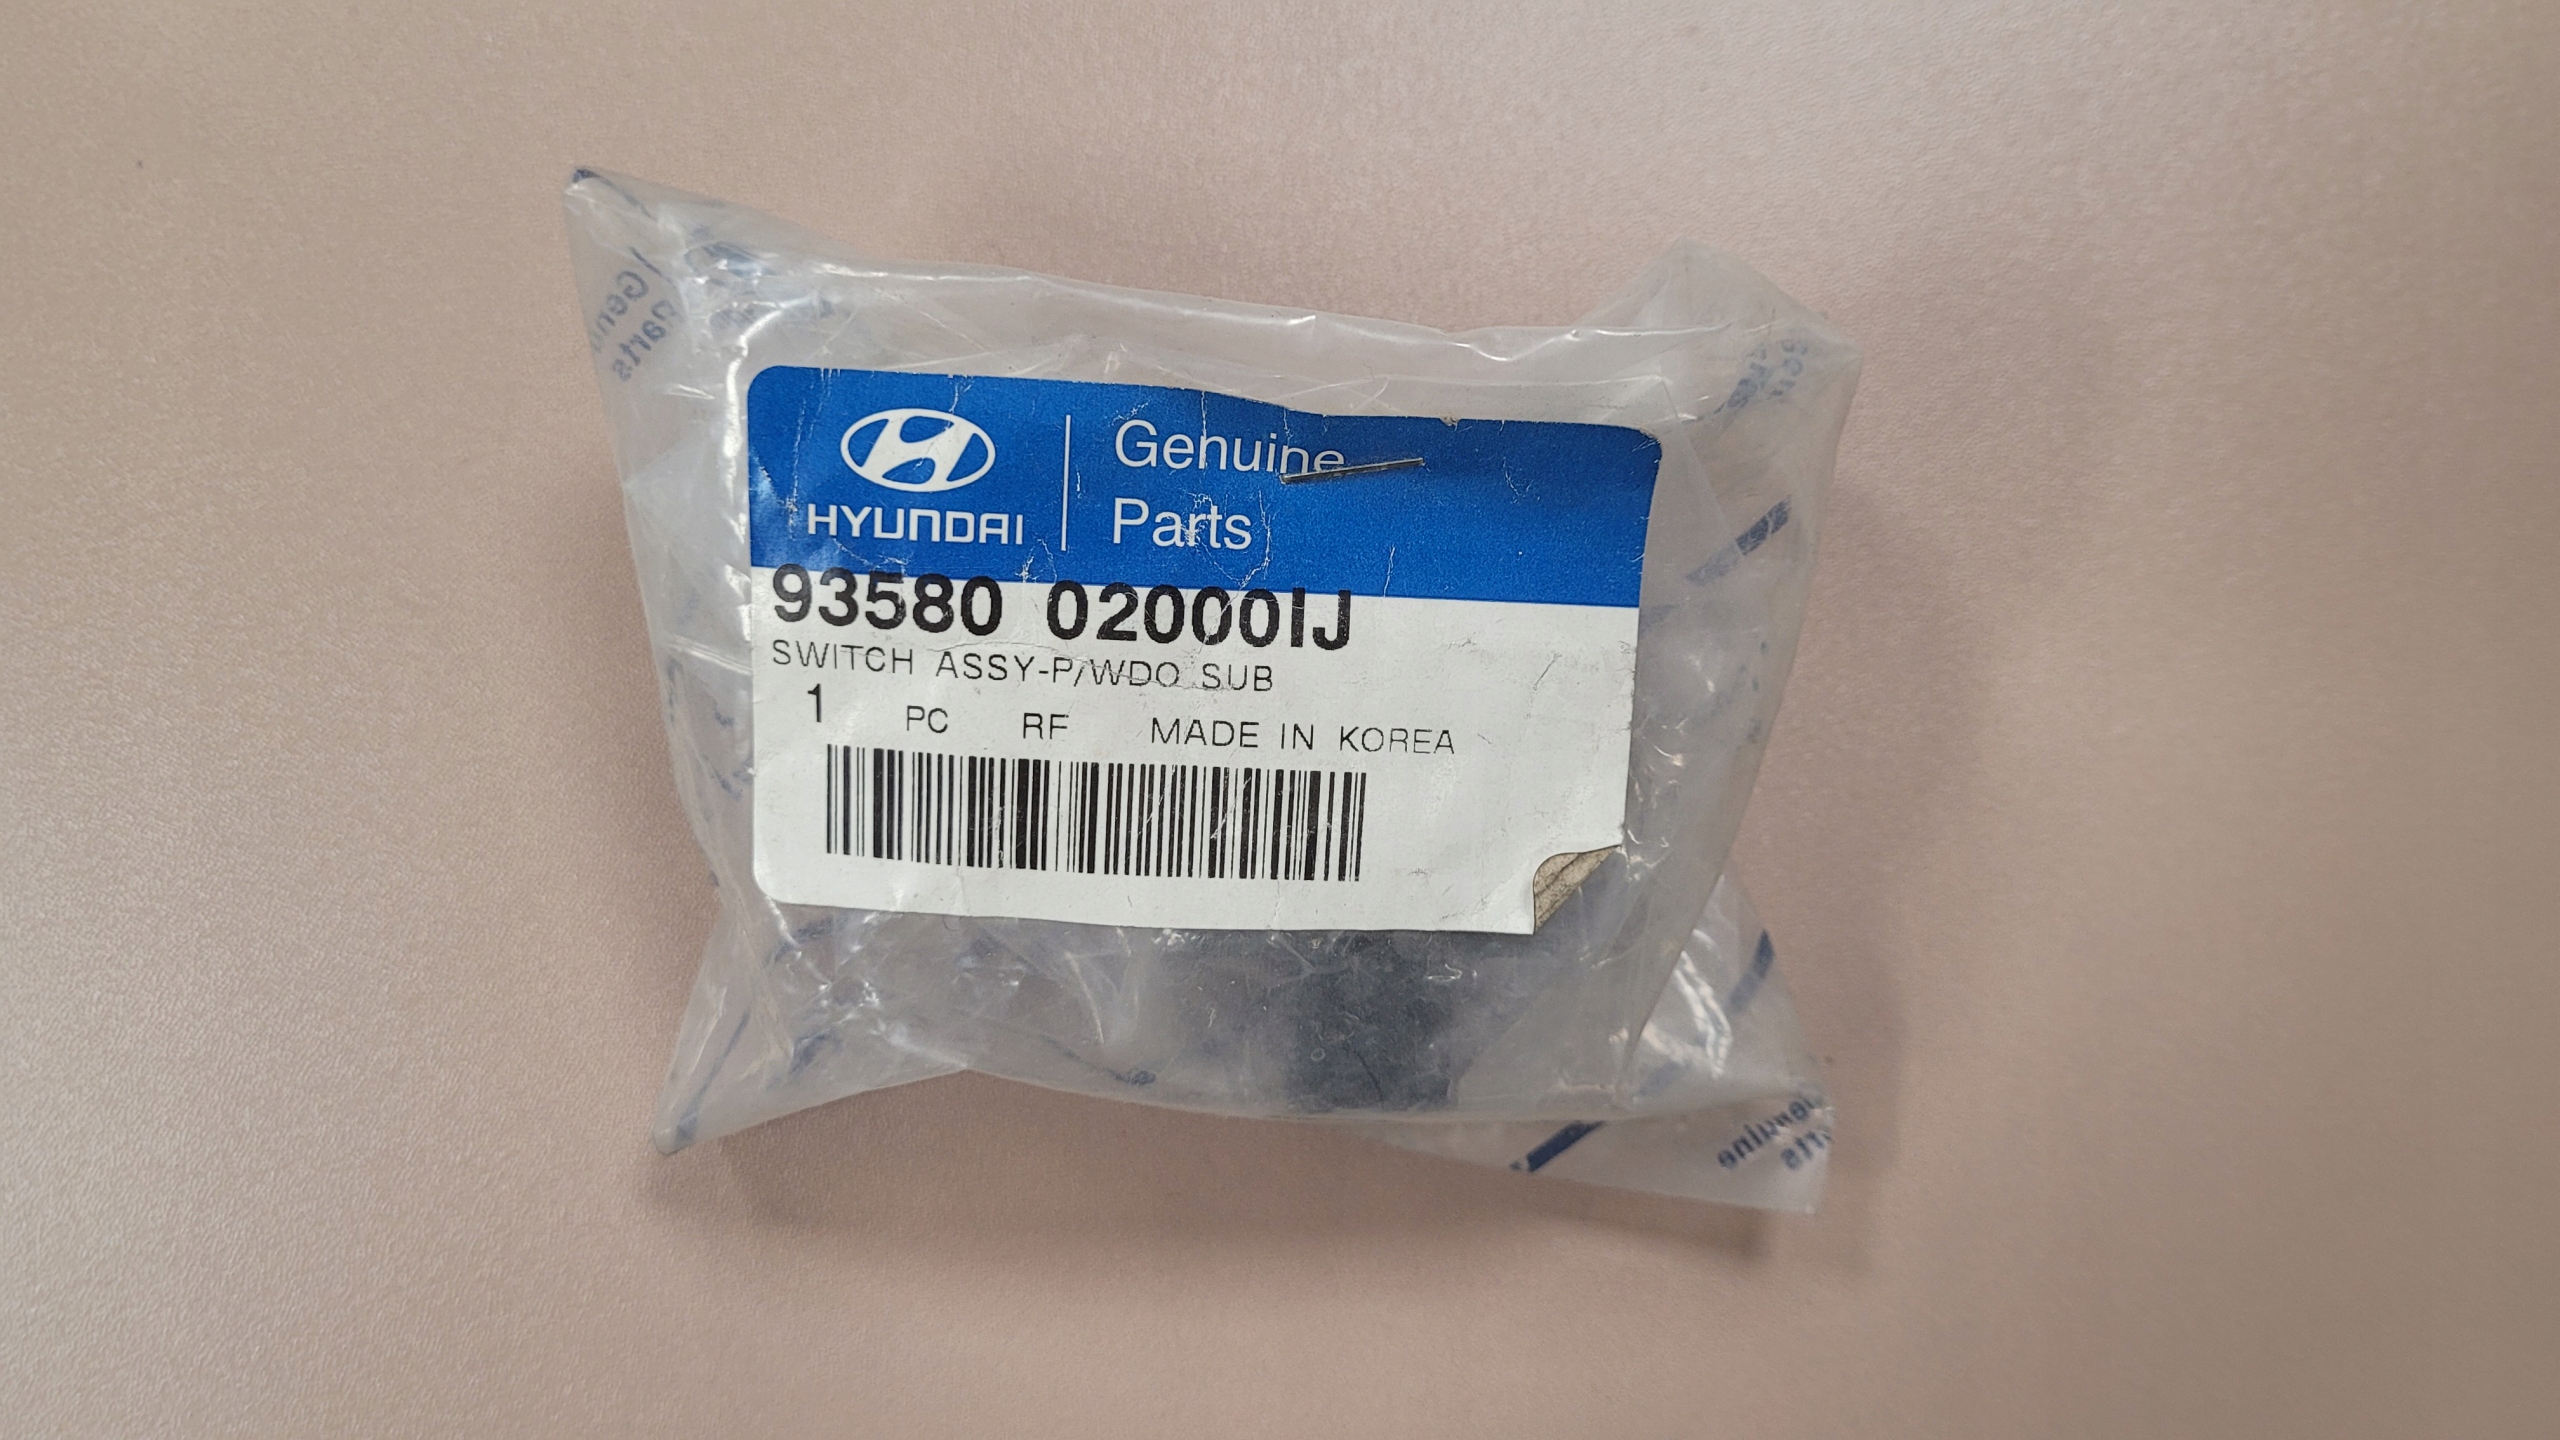 HYUNDAI
Genuine
Parts
93580 02000IJ
SWITCH ASSY-P/WDO SUB
1 PC RF MADE IN KOREA